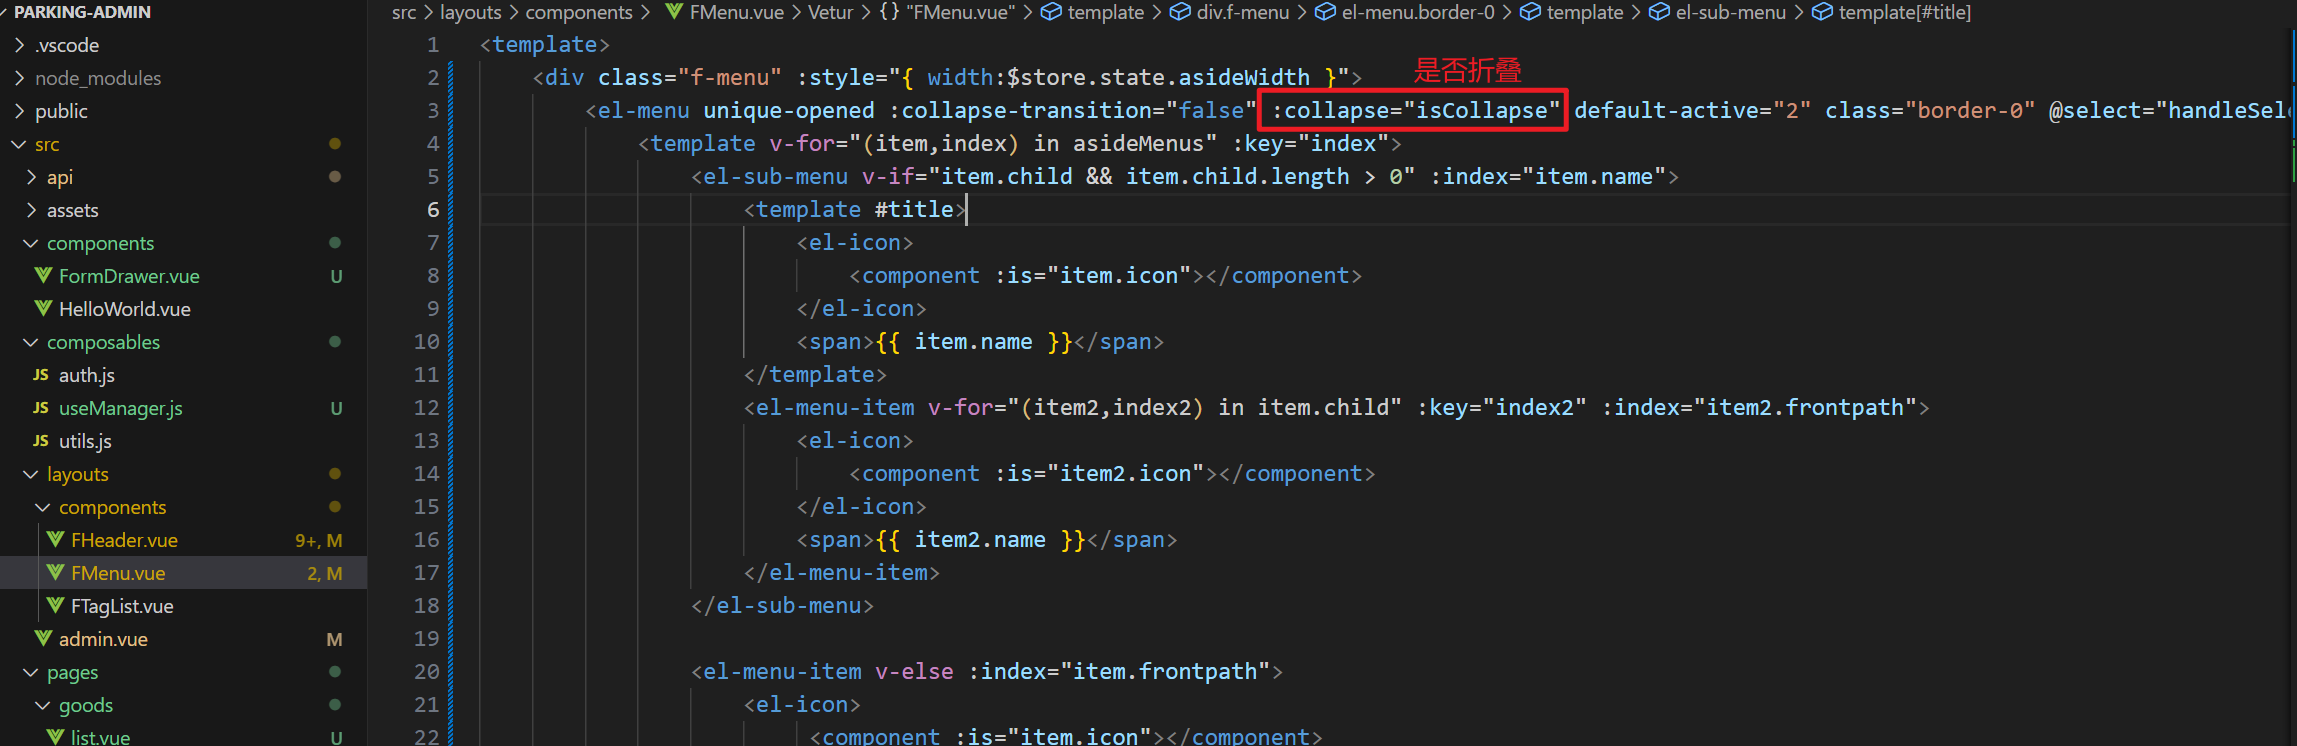 PARKING-ADMIN
.vscode
node_modules
public
src
api
assets
components
FormDrawer.vue U
HelloWorld.vue
composables
JS auth.js
JS useManager.js U
JS utils.js
layouts
components
FHeader.vue 9+, M
FMenu.vue 2, M
FTagList.vue
admin.vue M
pages
goods
list.vue U
src > layouts > components > FMenu.vue > Vetur > {} "FMenu.vue" > template > div.f-menu > el-menu.border-0 > template > el-sub-menu > template[#title]
是否折叠
1 <template>
2 <div class="f-menu" :style="{ width:$store.state.asideWidth }">
3 <el-menu unique-opened :collapse-transition="false" :collapse="isCollapse" default-active="2" class="border-0" @select="handleSel
4 <template v-for="(item,index) in asideMenus" :key="index">
5 <el-sub-menu v-if="item.child && item.child.length > 0" :index="item.name">
6 <template #title>
7 <el-icon>
8 <component :is="item.icon"></component>
9 </el-icon>
10 <span>{{ item.name }}</span>
11 </template>
12 <el-menu-item v-for="(item2,index2) in item.child" :key="index2" :index="item2.frontpath">
13 <el-icon>
14 <component :is="item2.icon"></component>
15 </el-icon>
16 <span>{{ item2.name }}</span>
17 </el-menu-item>
18 </el-sub-menu>
19
20 <el-menu-item v-else :index="item.frontpath">
21 <el-icon>
22 <component :is="item.icon"></component>